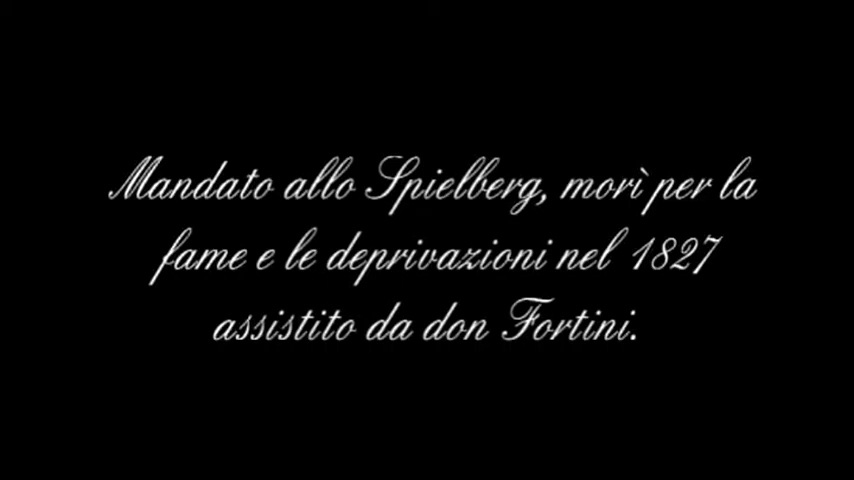 Mandato allo Spielberg, morì per la
fame e le deprivazioni nel 1827
assistito da don Fortini.